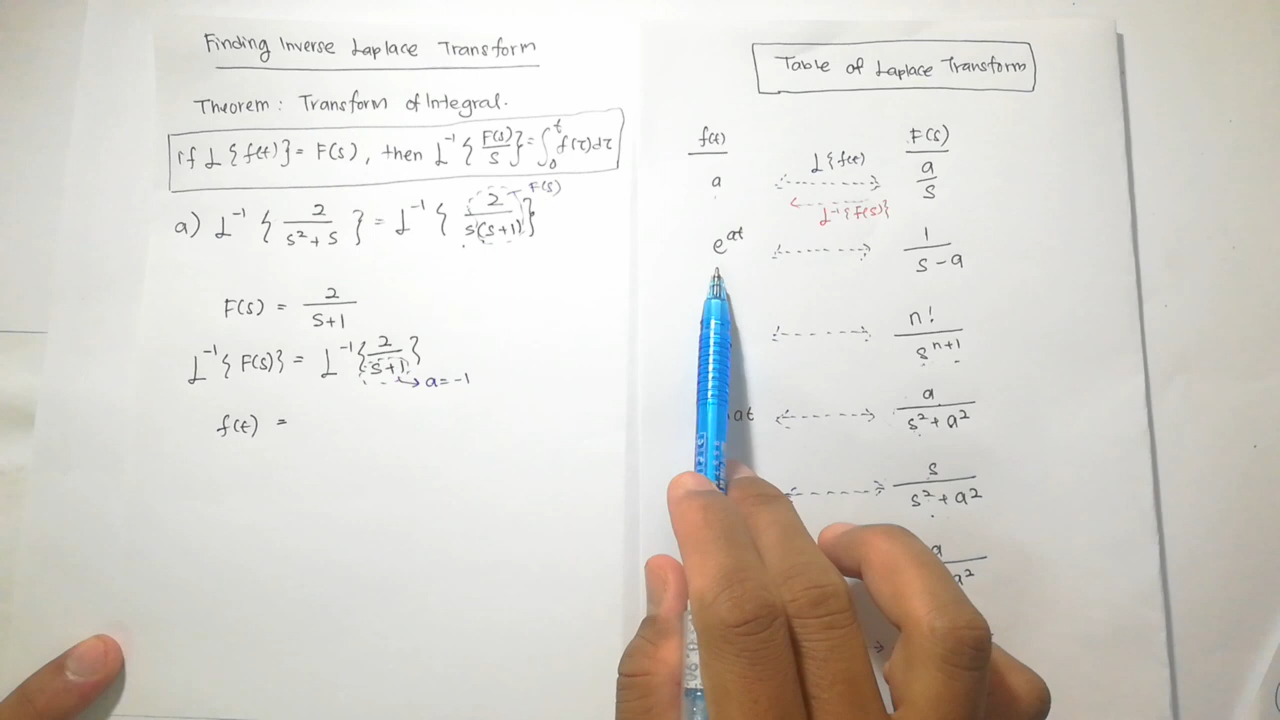 Finding Inverse Laplace Transform
Theorem: Transform of Integral.
if L{f(t)} = F(s), then L⁻¹{F(s)/s} = ∫₀ᵗ f(τ)dτ
a) L⁻¹{2/(s²+s)} = L⁻¹{2/(s(s+1))} F(s)
F(s) = 2/(s+1)
L⁻¹{F(s)} = L⁻¹{2/(s+1)} → a = -1
f(t) =
Table of Laplace Transform
f(t) F(s)
L{f(t)}
a a/s
L⁻¹{F(s)}
e^at 1/(s-a)
n!/s^(n+1)
at a/(s²+a²)
s/(s²+a²)
a
a²